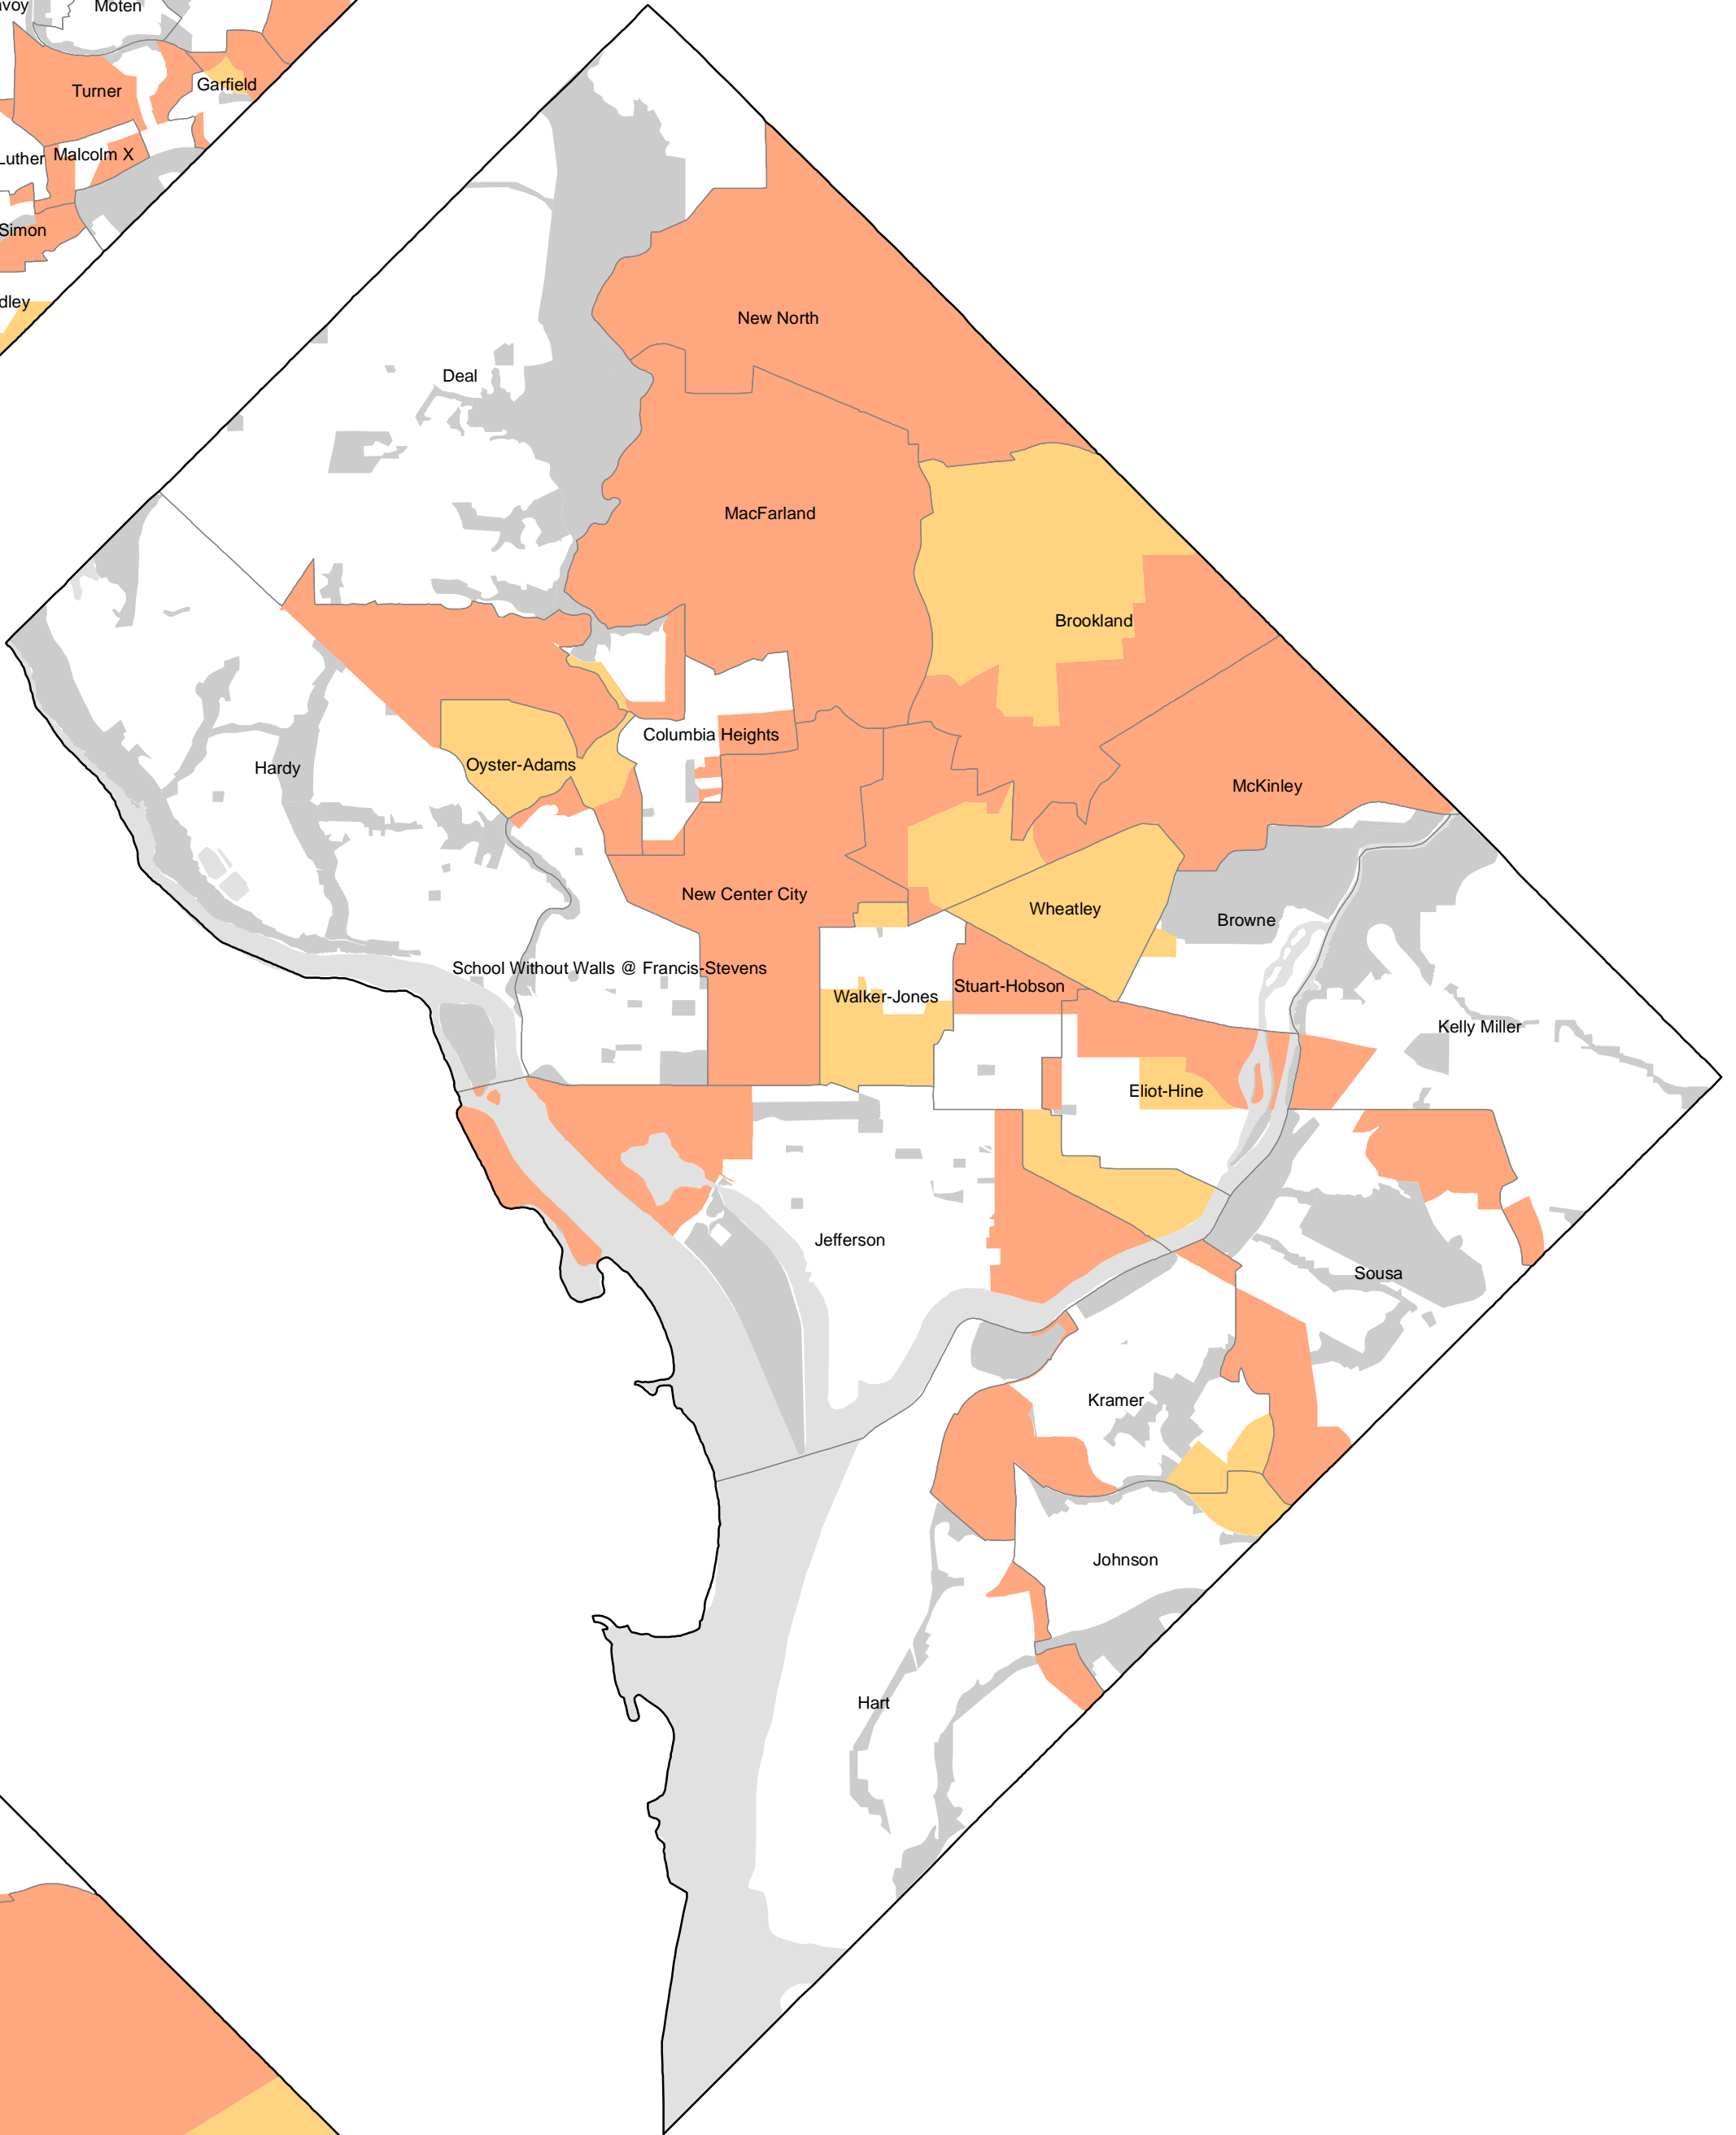 Moten
Turner
Garfield
Luther
Malcolm X
Simon
New North
Deal
MacFarland
Brookland
Columbia Heights
Oyster-Adams
Hardy
McKinley
New Center City
Wheatley
Browne
School Without Walls @ Francis-Stevens
Stuart-Hobson
Walker-Jones
Kelly Miller
Eliot-Hine
Jefferson
Sousa
Kramer
Johnson
Hart